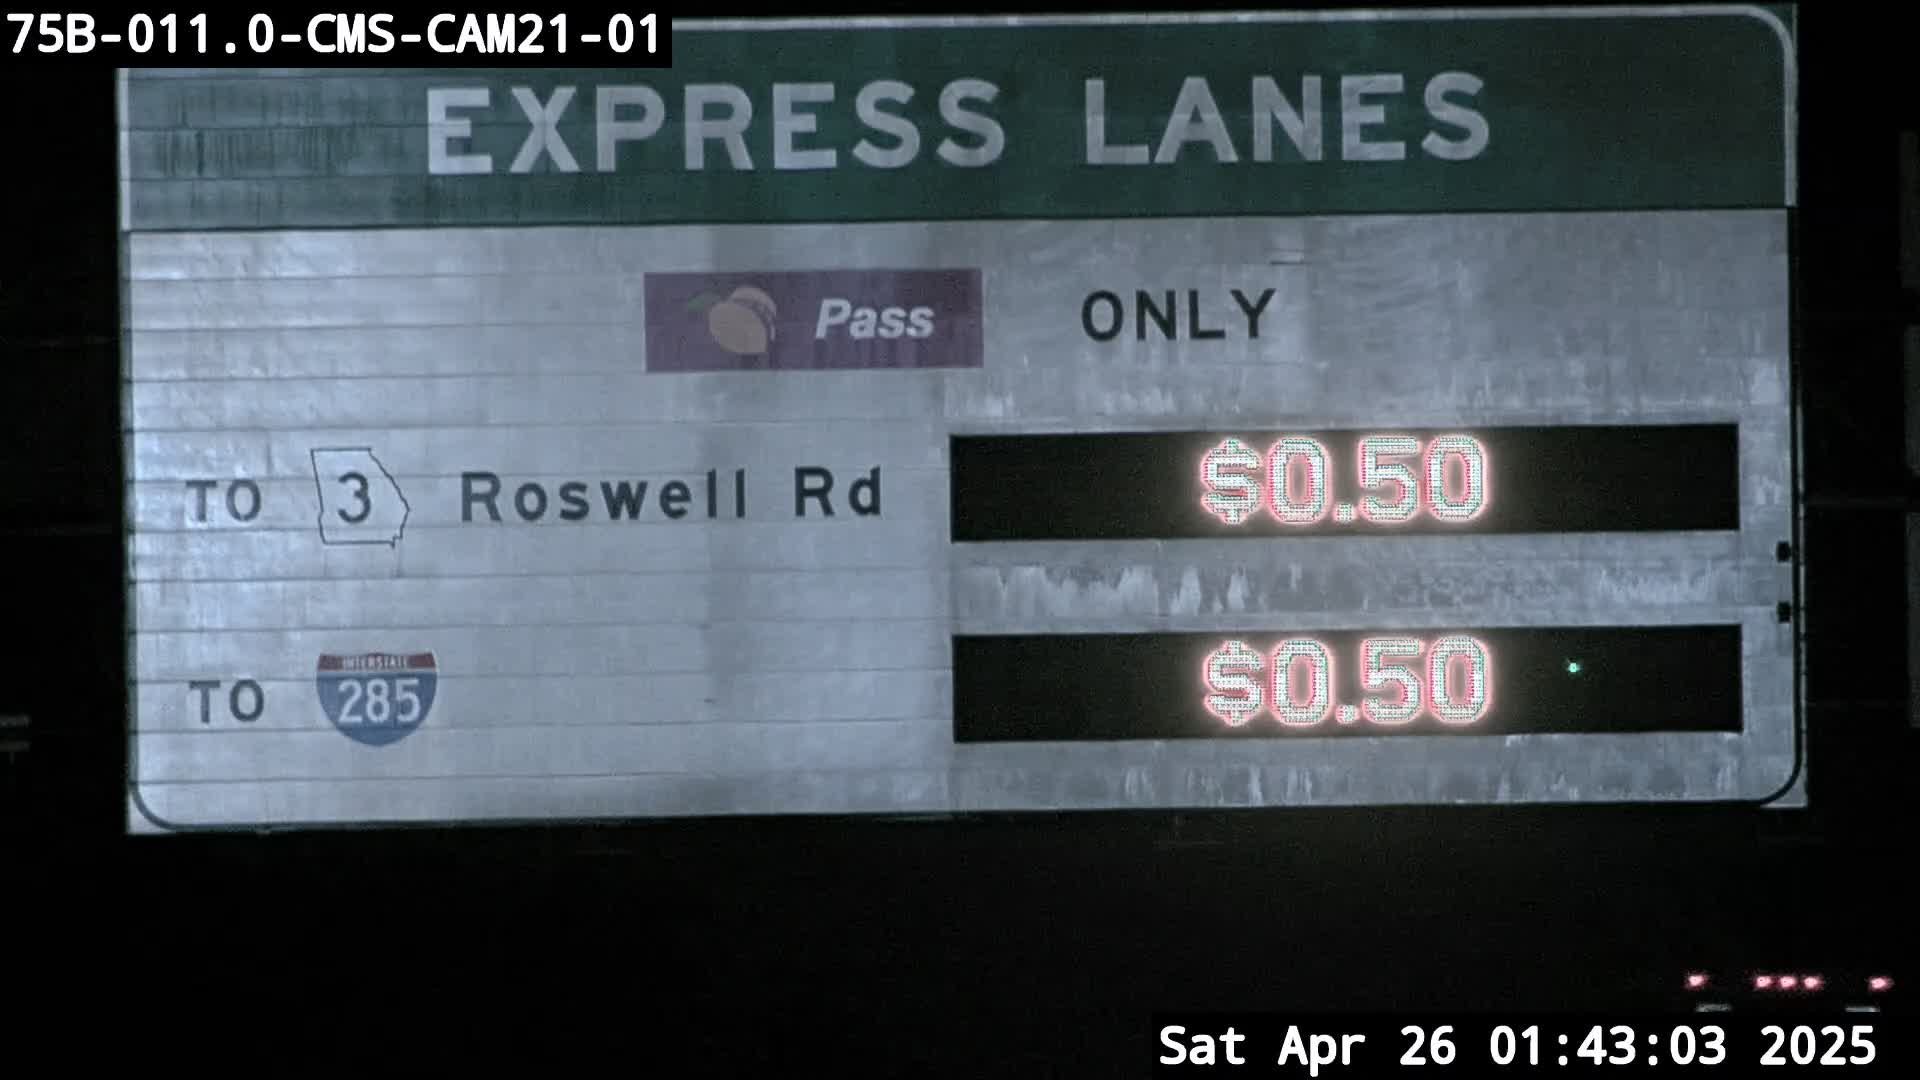 75B-011.0-CMS-CAM21-01
EXPRESS LANES
Pass ONLY
TO 3 Roswell Rd $0.50
TO INTERSTATE 285 $0.50
Sat Apr 26 01:43:03 2025